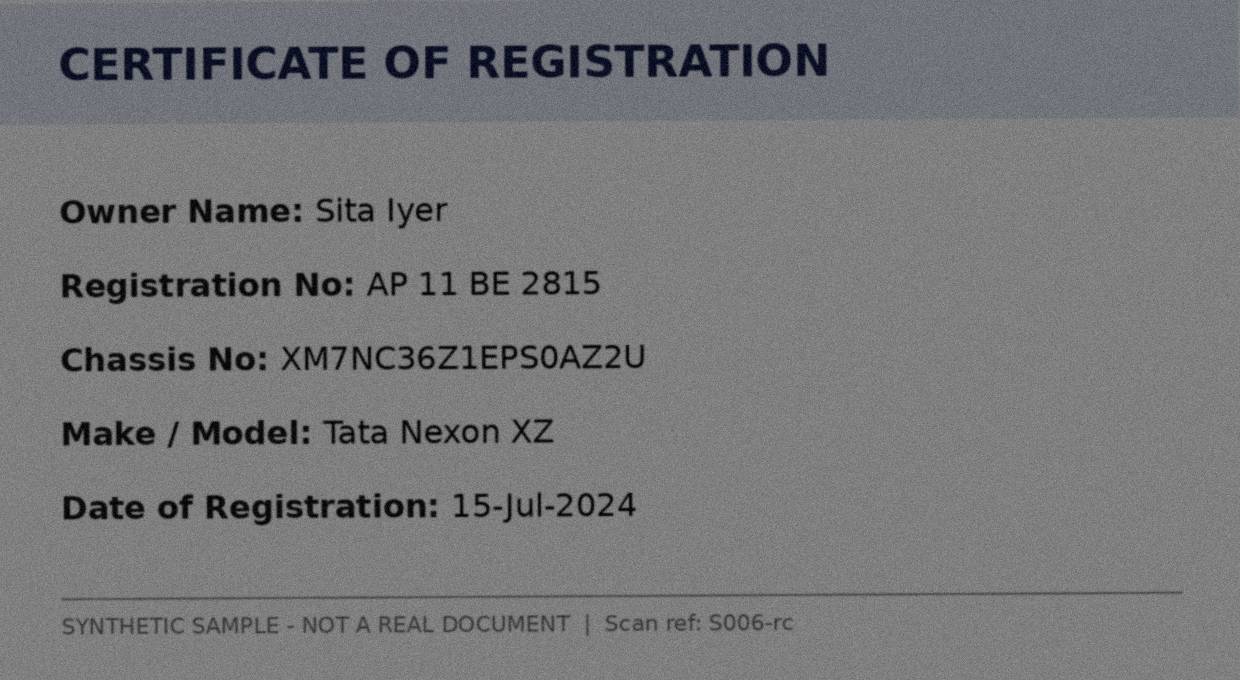 CERTIFICATE OF REGISTRATION
Owner Name: Sita Iyer
Registration No: AP 11 BE 2815
Chassis No: XM7NC36Z1EPS0AZ2U
Make / Model: Tata Nexon XZ
Date of Registration: 15-Jul-2024
SYNTHETIC SAMPLE - NOT A REAL DOCUMENT | Scan ref: S006-rc